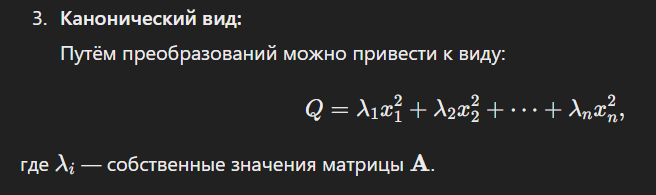 3. Канонический вид:
Путём преобразований можно привести к виду:
Q = λ₁x₁² + λ₂x₂² + ⋯ + λₙxₙ²,
где λᵢ — собственные значения матрицы A.